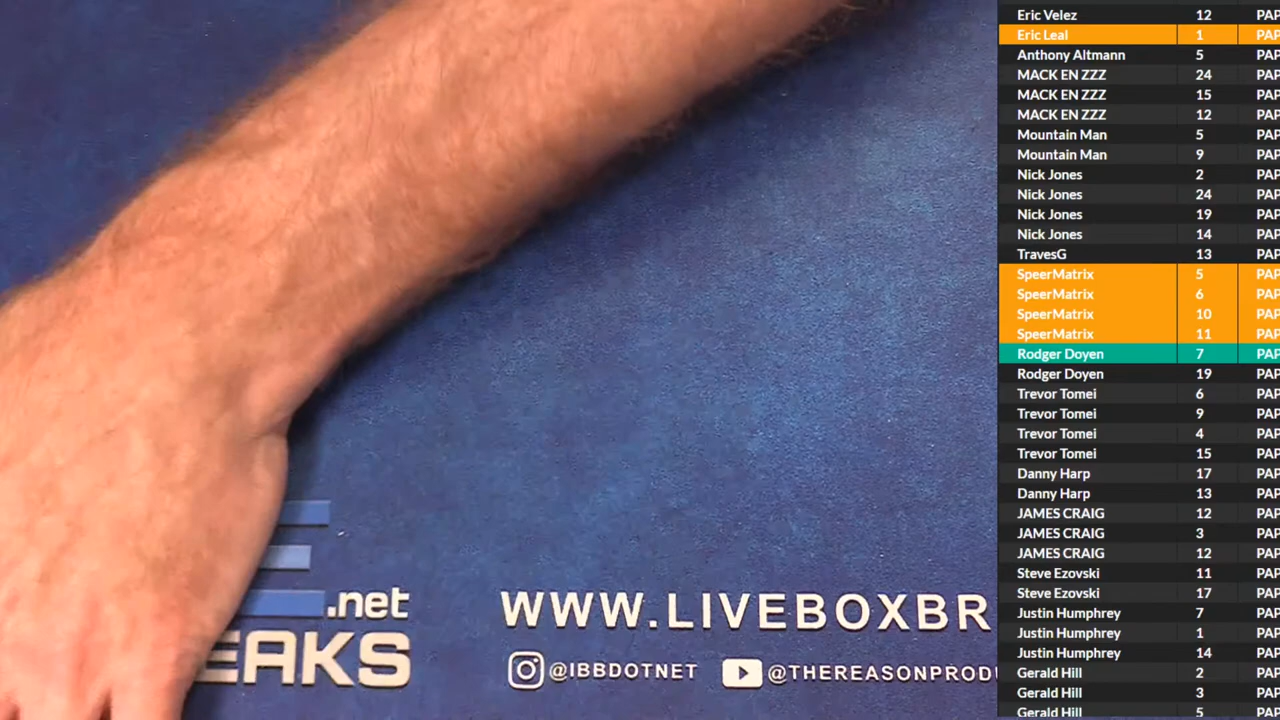 Eric Velez 12 PAP
Eric Leal 1 PAP
Anthony Altmann 5 PAP
MACK EN ZZZ 24 PAP
MACK EN ZZZ 15 PAP
MACK EN ZZZ 12 PAP
Mountain Man 5 PAP
Mountain Man 9 PAP
Nick Jones 2 PAP
Nick Jones 24 PAP
Nick Jones 19 PAP
Nick Jones 14 PAP
TravesG 13 PAP
SpeerMatrix 5 PAP
SpeerMatrix 6 PAP
SpeerMatrix 10 PAP
SpeerMatrix 11 PAP
Rodger Doyen 7 PAP
Rodger Doyen 19 PAP
Trevor Tomei 6 PAP
Trevor Tomei 9 PAP
Trevor Tomei 4 PAP
Trevor Tomei 15 PAP
Danny Harp 17 PAP
Danny Harp 13 PAP
JAMES CRAIG 12 PAP
JAMES CRAIG 3 PAP
JAMES CRAIG 12 PAP
Steve Ezovski 11 PAP
Steve Ezovski 17 PAP
Justin Humphrey 7 PAP
Justin Humphrey 1 PAP
Justin Humphrey 14 PAP
Gerald Hill 2 PAP
Gerald Hill 3 PAP
Gerald Hill 5 PAP
.net
EAKS
WWW.LIVEBOXBR
@IBBDOTNET @THEREASONPROD